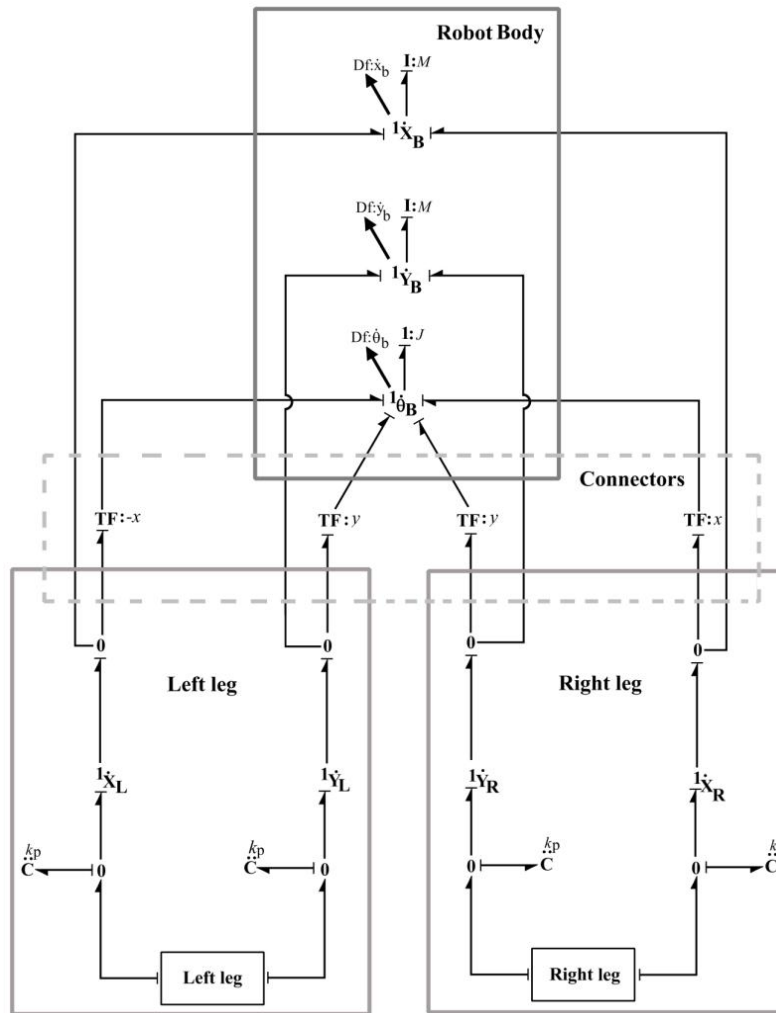 Robot Body
Df:ẋb I:M
1ẊB
Df:ẏb I:M
1ẎB
Df:θ̇b 1:J
1θ̇B
Connectors
TF:-x TF:y TF:y TF:x
0 0 0 0
Left leg Right leg
1ẊL 1ẎL 1ẎR 1ẊR
kp kp kp k
C̈ 0 C̈ 0 0 C̈ 0 C̈
Left leg Right leg